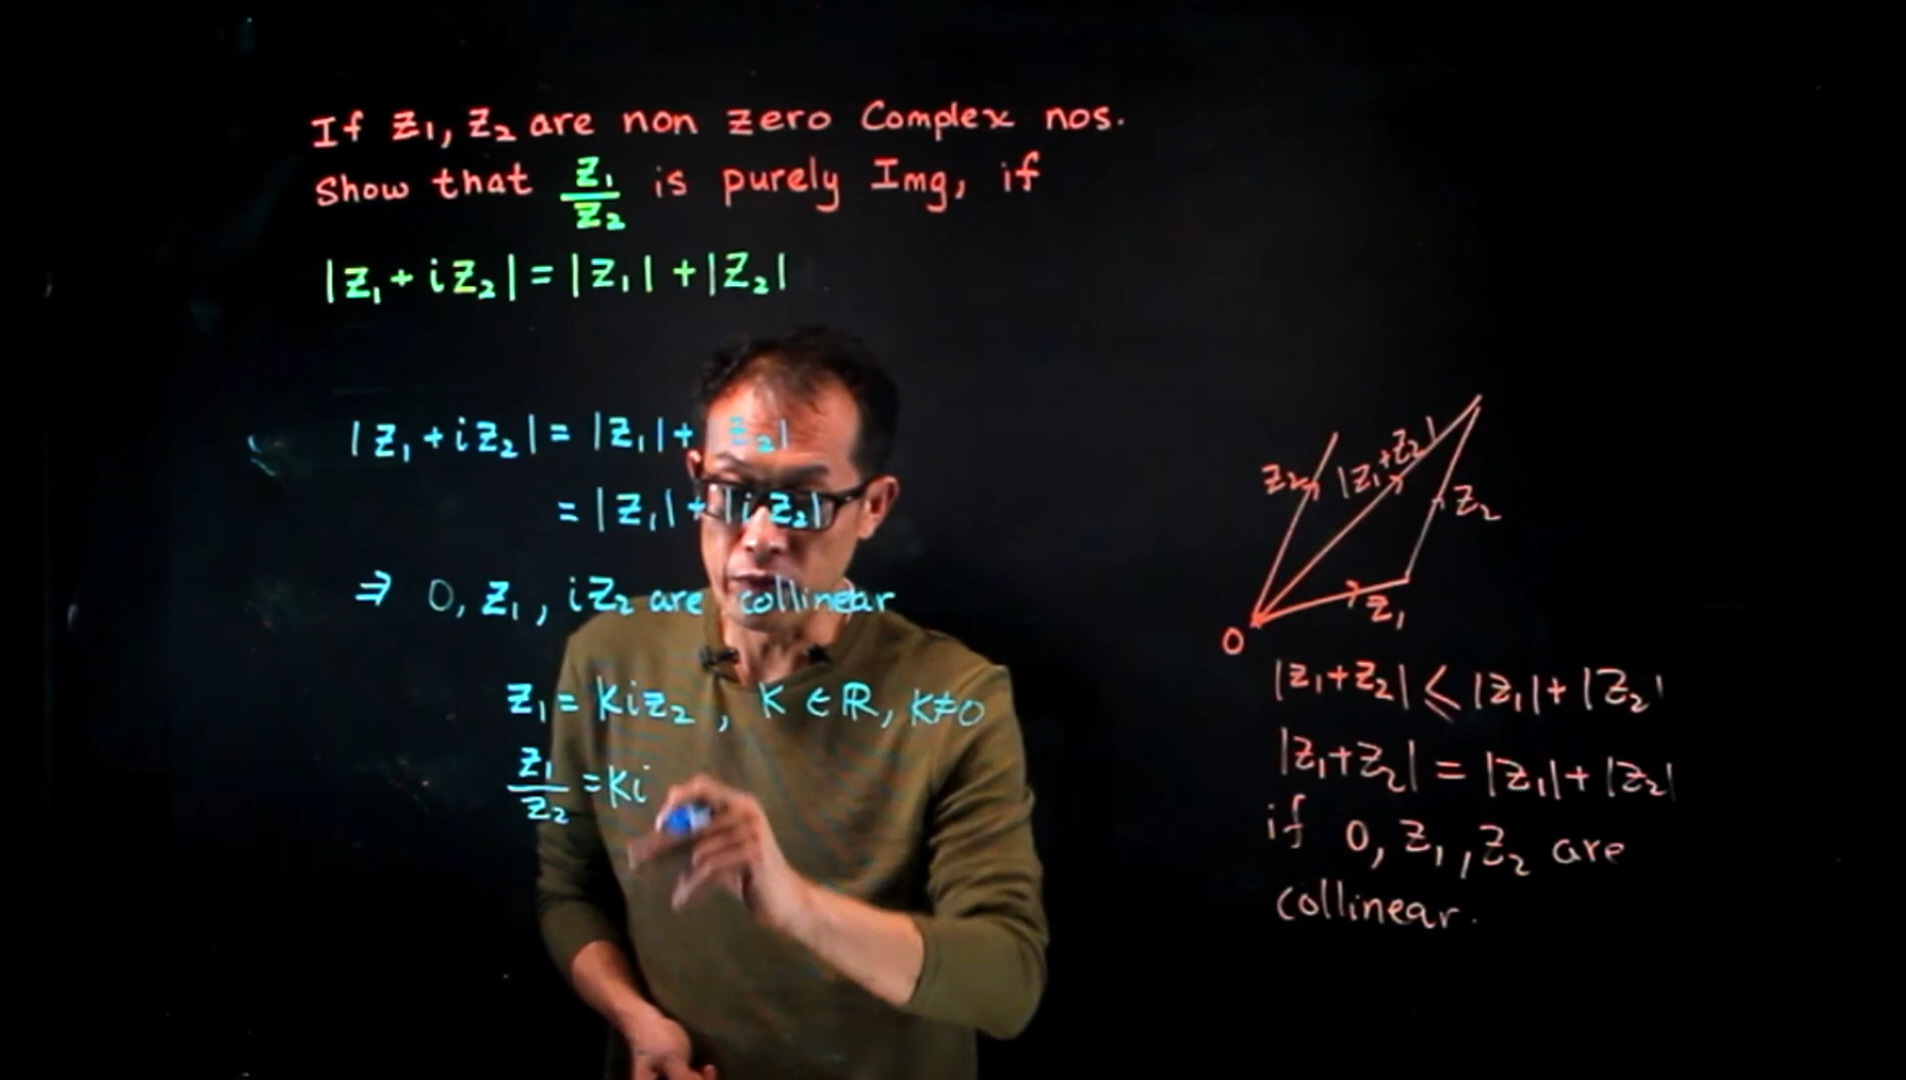 If z₁, z₂ are non zero Complex nos.
Show that z₁/z₂ is purely Img, if
|z₁ + iz₂| = |z₁| + |z₂|
|z₁ + iz₂| = |z₁| + |z₂|
= |z₁| + |iz₂|
⇒ 0, z₁, iz₂ are collinear
z₁ = Kiz₂, K ∈ ℝ, K≠0
z₁/z₂ = Ki
z₂
|z₁+z₂|
z₂
z₁
0
|z₁+z₂| ≤ |z₁| + |z₂|
|z₁+z₂| = |z₁| + |z₂|
if 0, z₁, z₂ are
collinear.